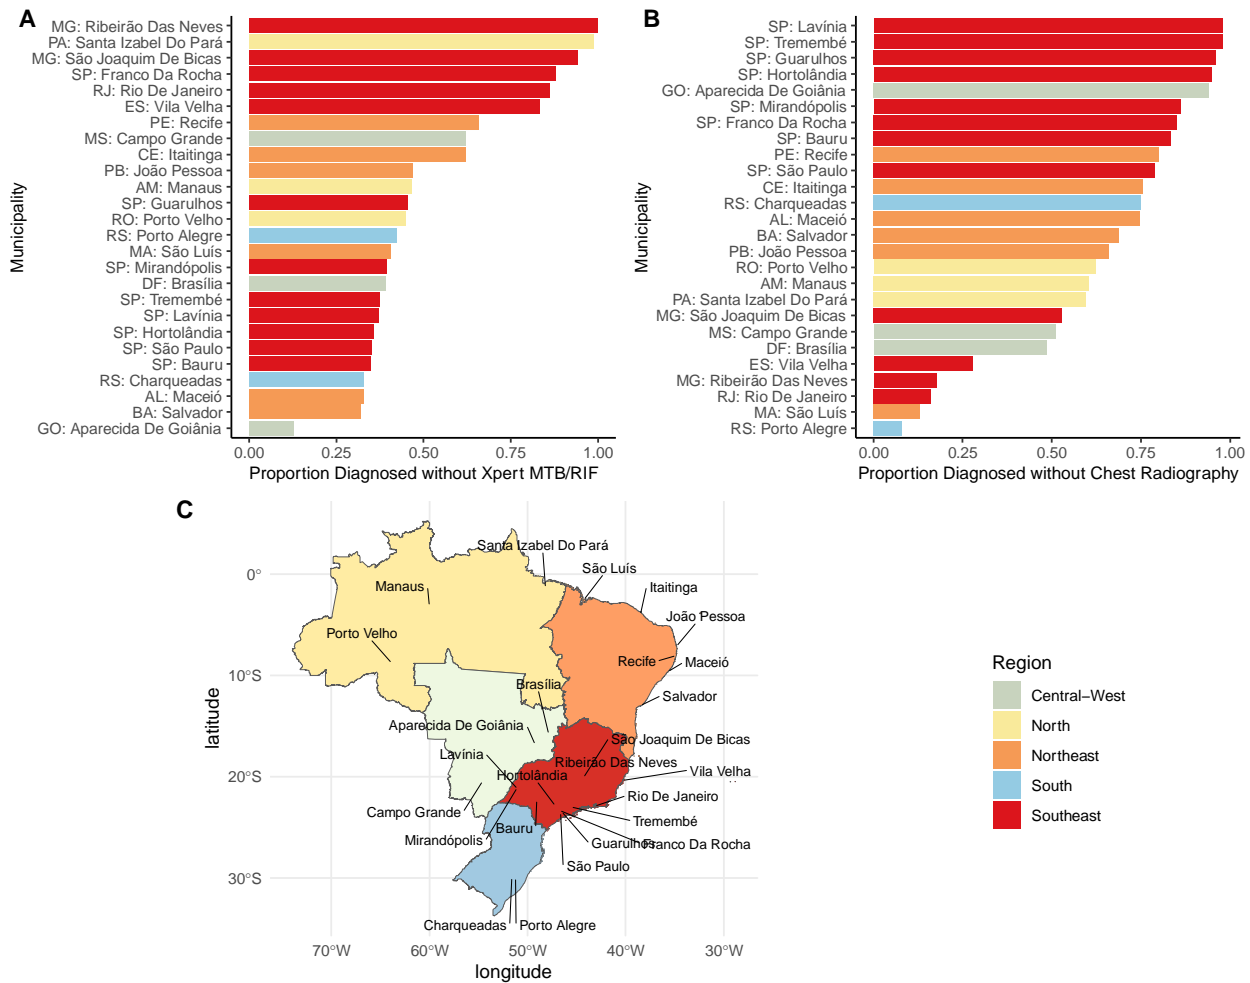 A
MG: Ribeirão Das Neves
PA: Santa Izabel Do Pará
MG: São Joaquim De Bicas
SP: Franco Da Rocha
RJ: Rio De Janeiro
ES: Vila Velha
PE: Recife
MS: Campo Grande
CE: Itaitinga
PB: João Pessoa
AM: Manaus
SP: Guarulhos
RO: Porto Velho
RS: Porto Alegre
MA: São Luís
SP: Mirandópolis
DF: Brasília
SP: Tremembé
SP: Lavínia
SP: Hortolândia
SP: São Paulo
SP: Bauru
RS: Charqueadas
AL: Maceió
BA: Salvador
GO: Aparecida De Goiânia
Municipality
0.00 0.25 0.50 0.75 1.00
Proportion Diagnosed without Xpert MTB/RIF
B
SP: Lavínia
SP: Tremembé
SP: Guarulhos
SP: Hortolândia
GO: Aparecida De Goiânia
SP: Mirandópolis
SP: Franco Da Rocha
SP: Bauru
PE: Recife
SP: São Paulo
CE: Itaitinga
RS: Charqueadas
AL: Maceió
BA: Salvador
PB: João Pessoa
RO: Porto Velho
AM: Manaus
PA: Santa Izabel Do Pará
MG: São Joaquim De Bicas
MS: Campo Grande
DF: Brasília
ES: Vila Velha
MG: Ribeirão Das Neves
RJ: Rio De Janeiro
MA: São Luís
RS: Porto Alegre
Municipality
0.00 0.25 0.50 0.75 1.00
Proportion Diagnosed without Chest Radiography
C
Santa Izabel Do Pará
São Luís
Manaus
Itaitinga
João Pessoa
Porto Velho
Recife
Maceió
Brasília
Salvador
Aparecida De Goiânia
São Joaquim De Bicas
Lavínia
Ribeirão Das Neves
Hortolândia
Vila Velha
Rio De Janeiro
Campo Grande
Tremembé
Bauru
Mirandópolis
Guarulhos
Franco Da Rocha
São Paulo
Charqueadas
Porto Alegre
0°
10°S
20°S
30°S
latitude
70°W 60°W 50°W 40°W 30°W
longitude
Region
Central−West
North
Northeast
South
Southeast